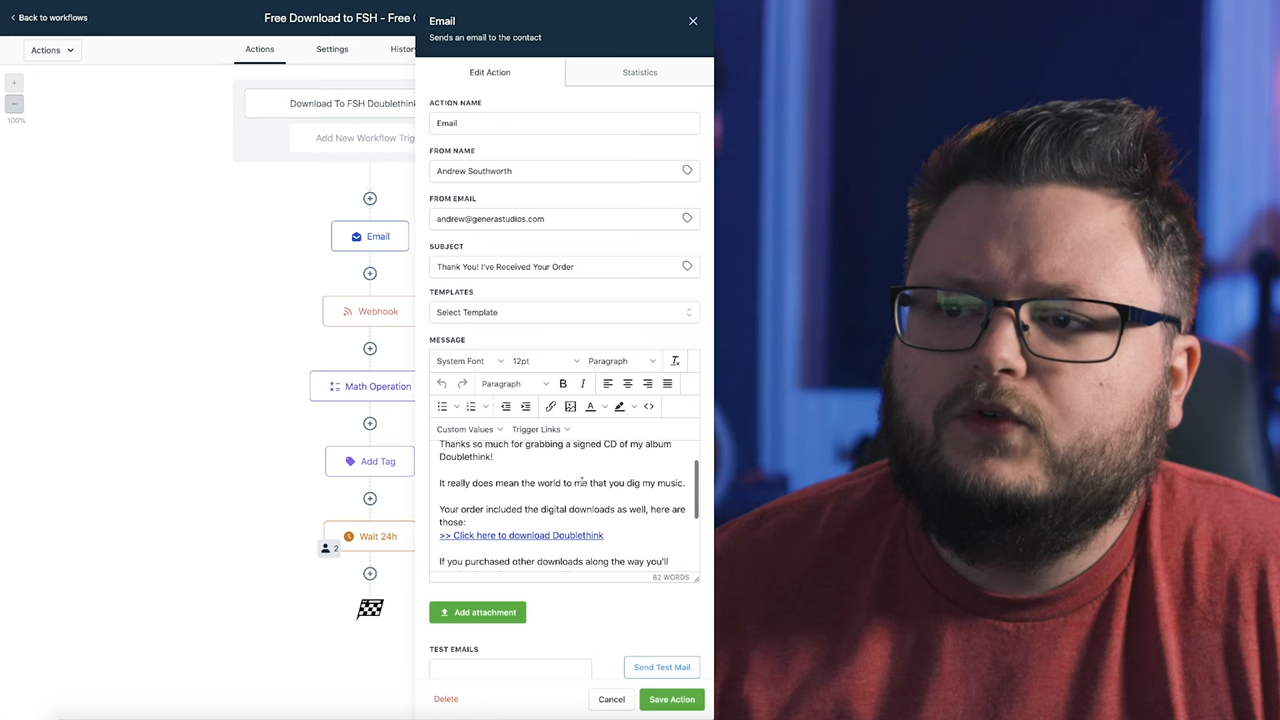 Back to workflows
Free Download to FSH - Free
Actions
Actions
Settings
History
100%
Download To FSH Doublethink
Add New Workflow Trig
Email
Webhook
Math Operation
Add Tag
Wait 24h
2
Email
Sends an email to the contact
Edit Action
Statistics
ACTION NAME
Email
FROM NAME
Andrew Southworth
FROM EMAIL
andrew@generastudios.com
SUBJECT
Thank You! I've Received Your Order
TEMPLATES
Select Template
MESSAGE
System Font
12pt
Paragraph
Paragraph
B
I
A
Custom Values
Trigger Links
Thanks so much for grabbing a signed CD of my album
Doublethink!
It really does mean the world to me that you dig my music.
Your order included the digital downloads as well, here are
those:
>> Click here to download Doublethink
If you purchased other downloads along the way you'll
82 WORDS
Add attachment
TEST EMAILS
Send Test Mail
Delete
Cancel
Save Action